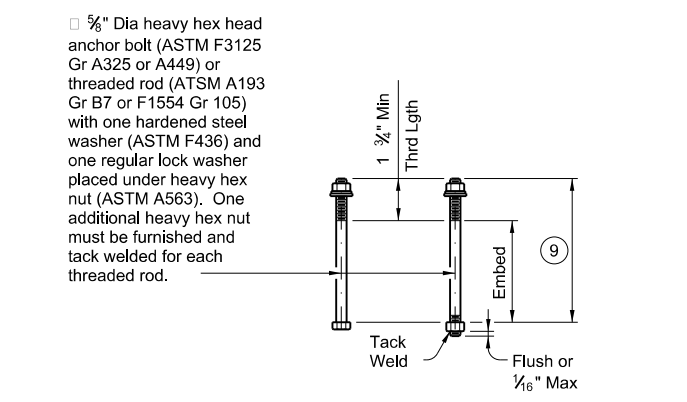 □ ⅝" Dia heavy hex head
anchor bolt (ASTM F3125
Gr A325 or A449) or
threaded rod (ATSM A193
Gr B7 or F1554 Gr 105)
with one hardened steel
washer (ASTM F436) and
one regular lock washer
placed under heavy hex
nut (ASTM A563). One
additional heavy hex nut
must be furnished and
tack welded for each
threaded rod.
1 ¾" Min
Thrd Lgth
Embed
9
Tack
Weld
Flush or
1/16" Max